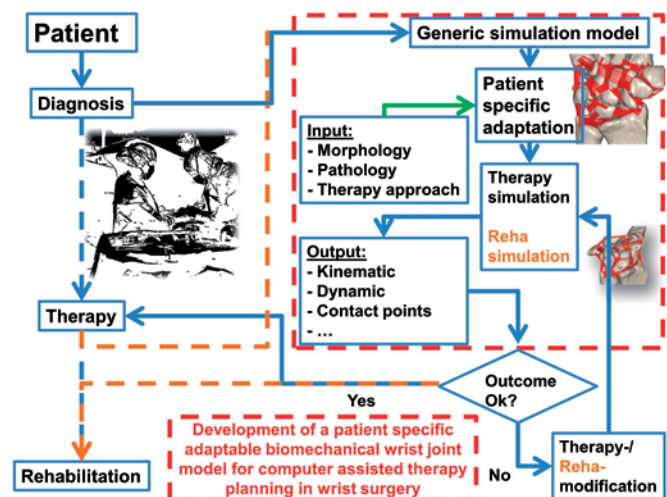 Patient
Diagnosis
Generic simulation model
Patient
specific
adaptation
Input:
- Morphology
- Pathology
- Therapy approach
Therapy
simulation
Reha
simulation
Output:
- Kinematic
- Dynamic
- Contact points
- ...
Therapy
Outcome
Ok?
Yes
No
Therapy-/
Reha-
modification
Rehabilitation
Development of a patient specific
adaptable biomechanical wrist joint
model for computer assisted therapy
planning in wrist surgery